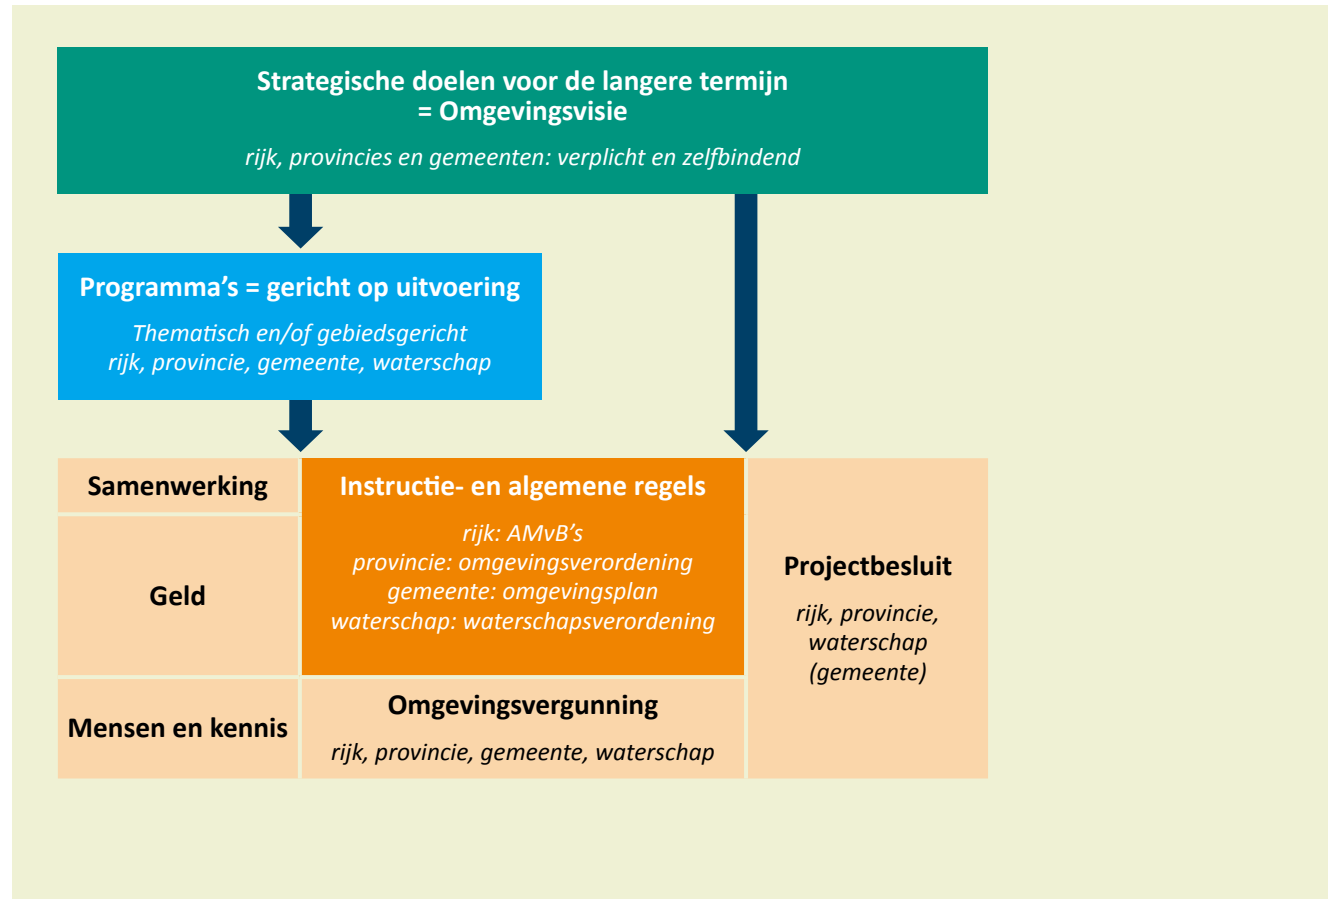 Strategische doelen voor de langere termijn
= Omgevingsvisie
rijk, provincies en gemeenten: verplicht en zelfbindend
Programma’s = gericht op uitvoering
Thematisch en/of gebiedsgericht
rijk, provincie, gemeente, waterschap
Samenwerking
Geld
Mensen en kennis
Instructie- en algemene regels
rijk: AMvB’s
provincie: omgevingsverordening
gemeente: omgevingsplan
waterschap: waterschapsverordening
Omgevingsvergunning
rijk, provincie, gemeente, waterschap
Projectbesluit
rijk, provincie,
waterschap
(gemeente)